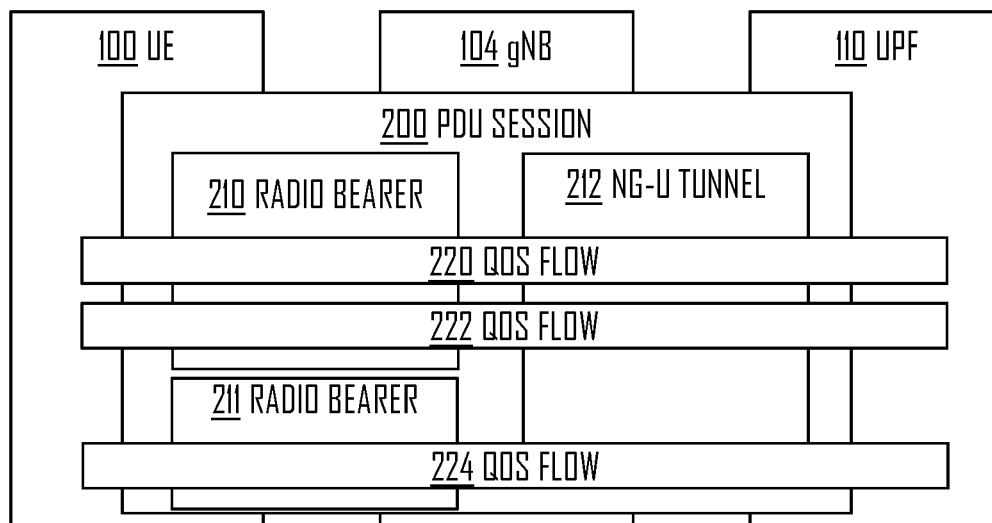 100 UE
104 gNB
110 UPF
200 PDU SESSION
210 RADIO BEARER
212 NG-U TUNNEL
220 QOS FLOW
222 QOS FLOW
211 RADIO BEARER
224 QOS FLOW